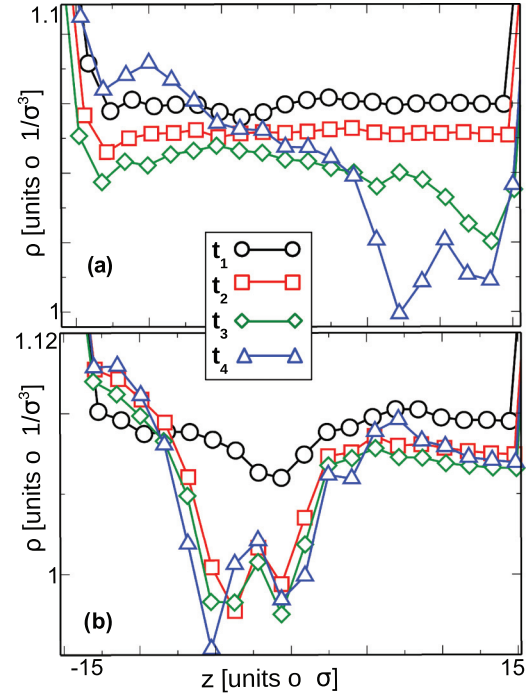 1.1
ρ [units o 1/σ³]
(a)
1
t₁
t₂
t₃
t₄
1.12
ρ [units o 1/σ³]
1
(b)
-15
15
z [units o σ]